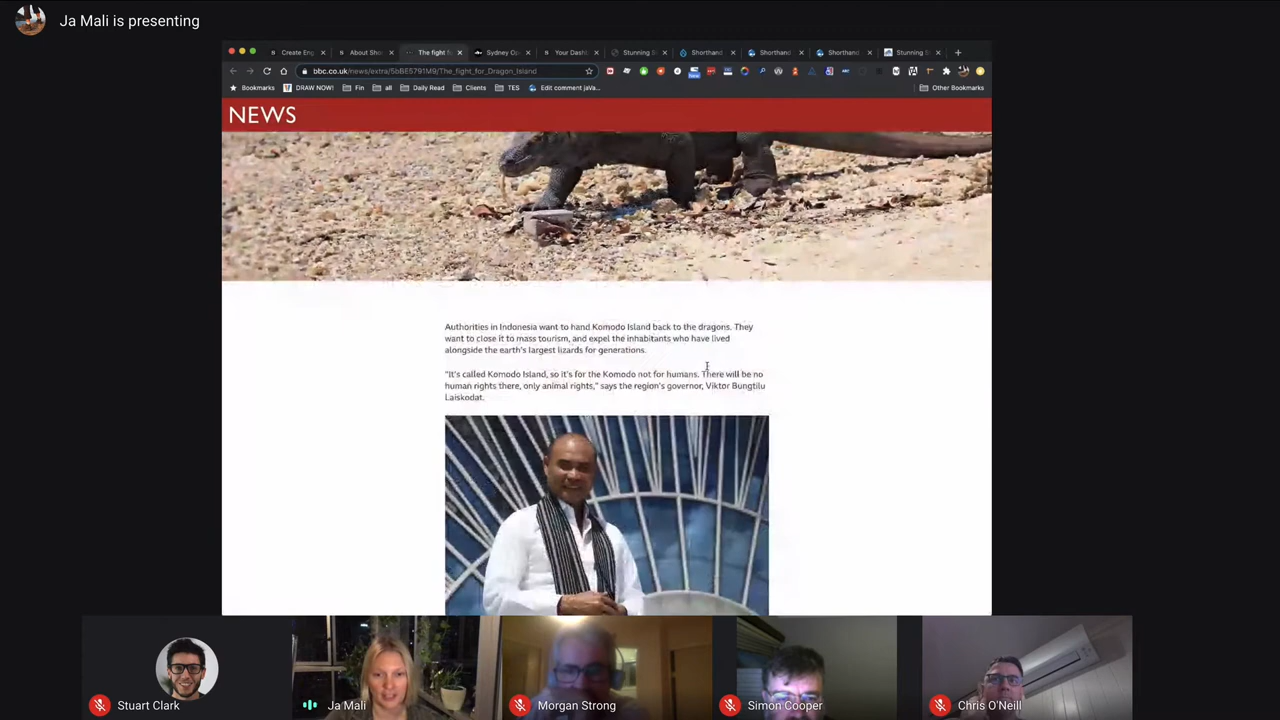 Ja Mali is presenting
Create Eng
About Sho
The fight f
Sydney Op
Your Dash
Stunning S
Shorthand
Shorthand
Shorthand
Stunning S
bbc.co.uk/news/extra/5bBE5791M9/The_fight_for_Dragon_Island
Bookmarks
DRAW NOW!
Fin
all
Daily Read
Clients
TES
Edit comment jaVa...
Other Bookmarks
NEWS
Authorities in Indonesia want to hand Komodo Island back to the dragons. They
want to close it to mass tourism, and expel the inhabitants who have lived
alongside the earth's largest lizards for generations.
"It's called Komodo Island, so it's for the Komodo not for humans. There will be no
human rights there, only animal rights," says the region's governor, Viktor Bungtilu
Laiskodat.
Stuart Clark
Ja Mali
Morgan Strong
Simon Cooper
Chris O'Neill